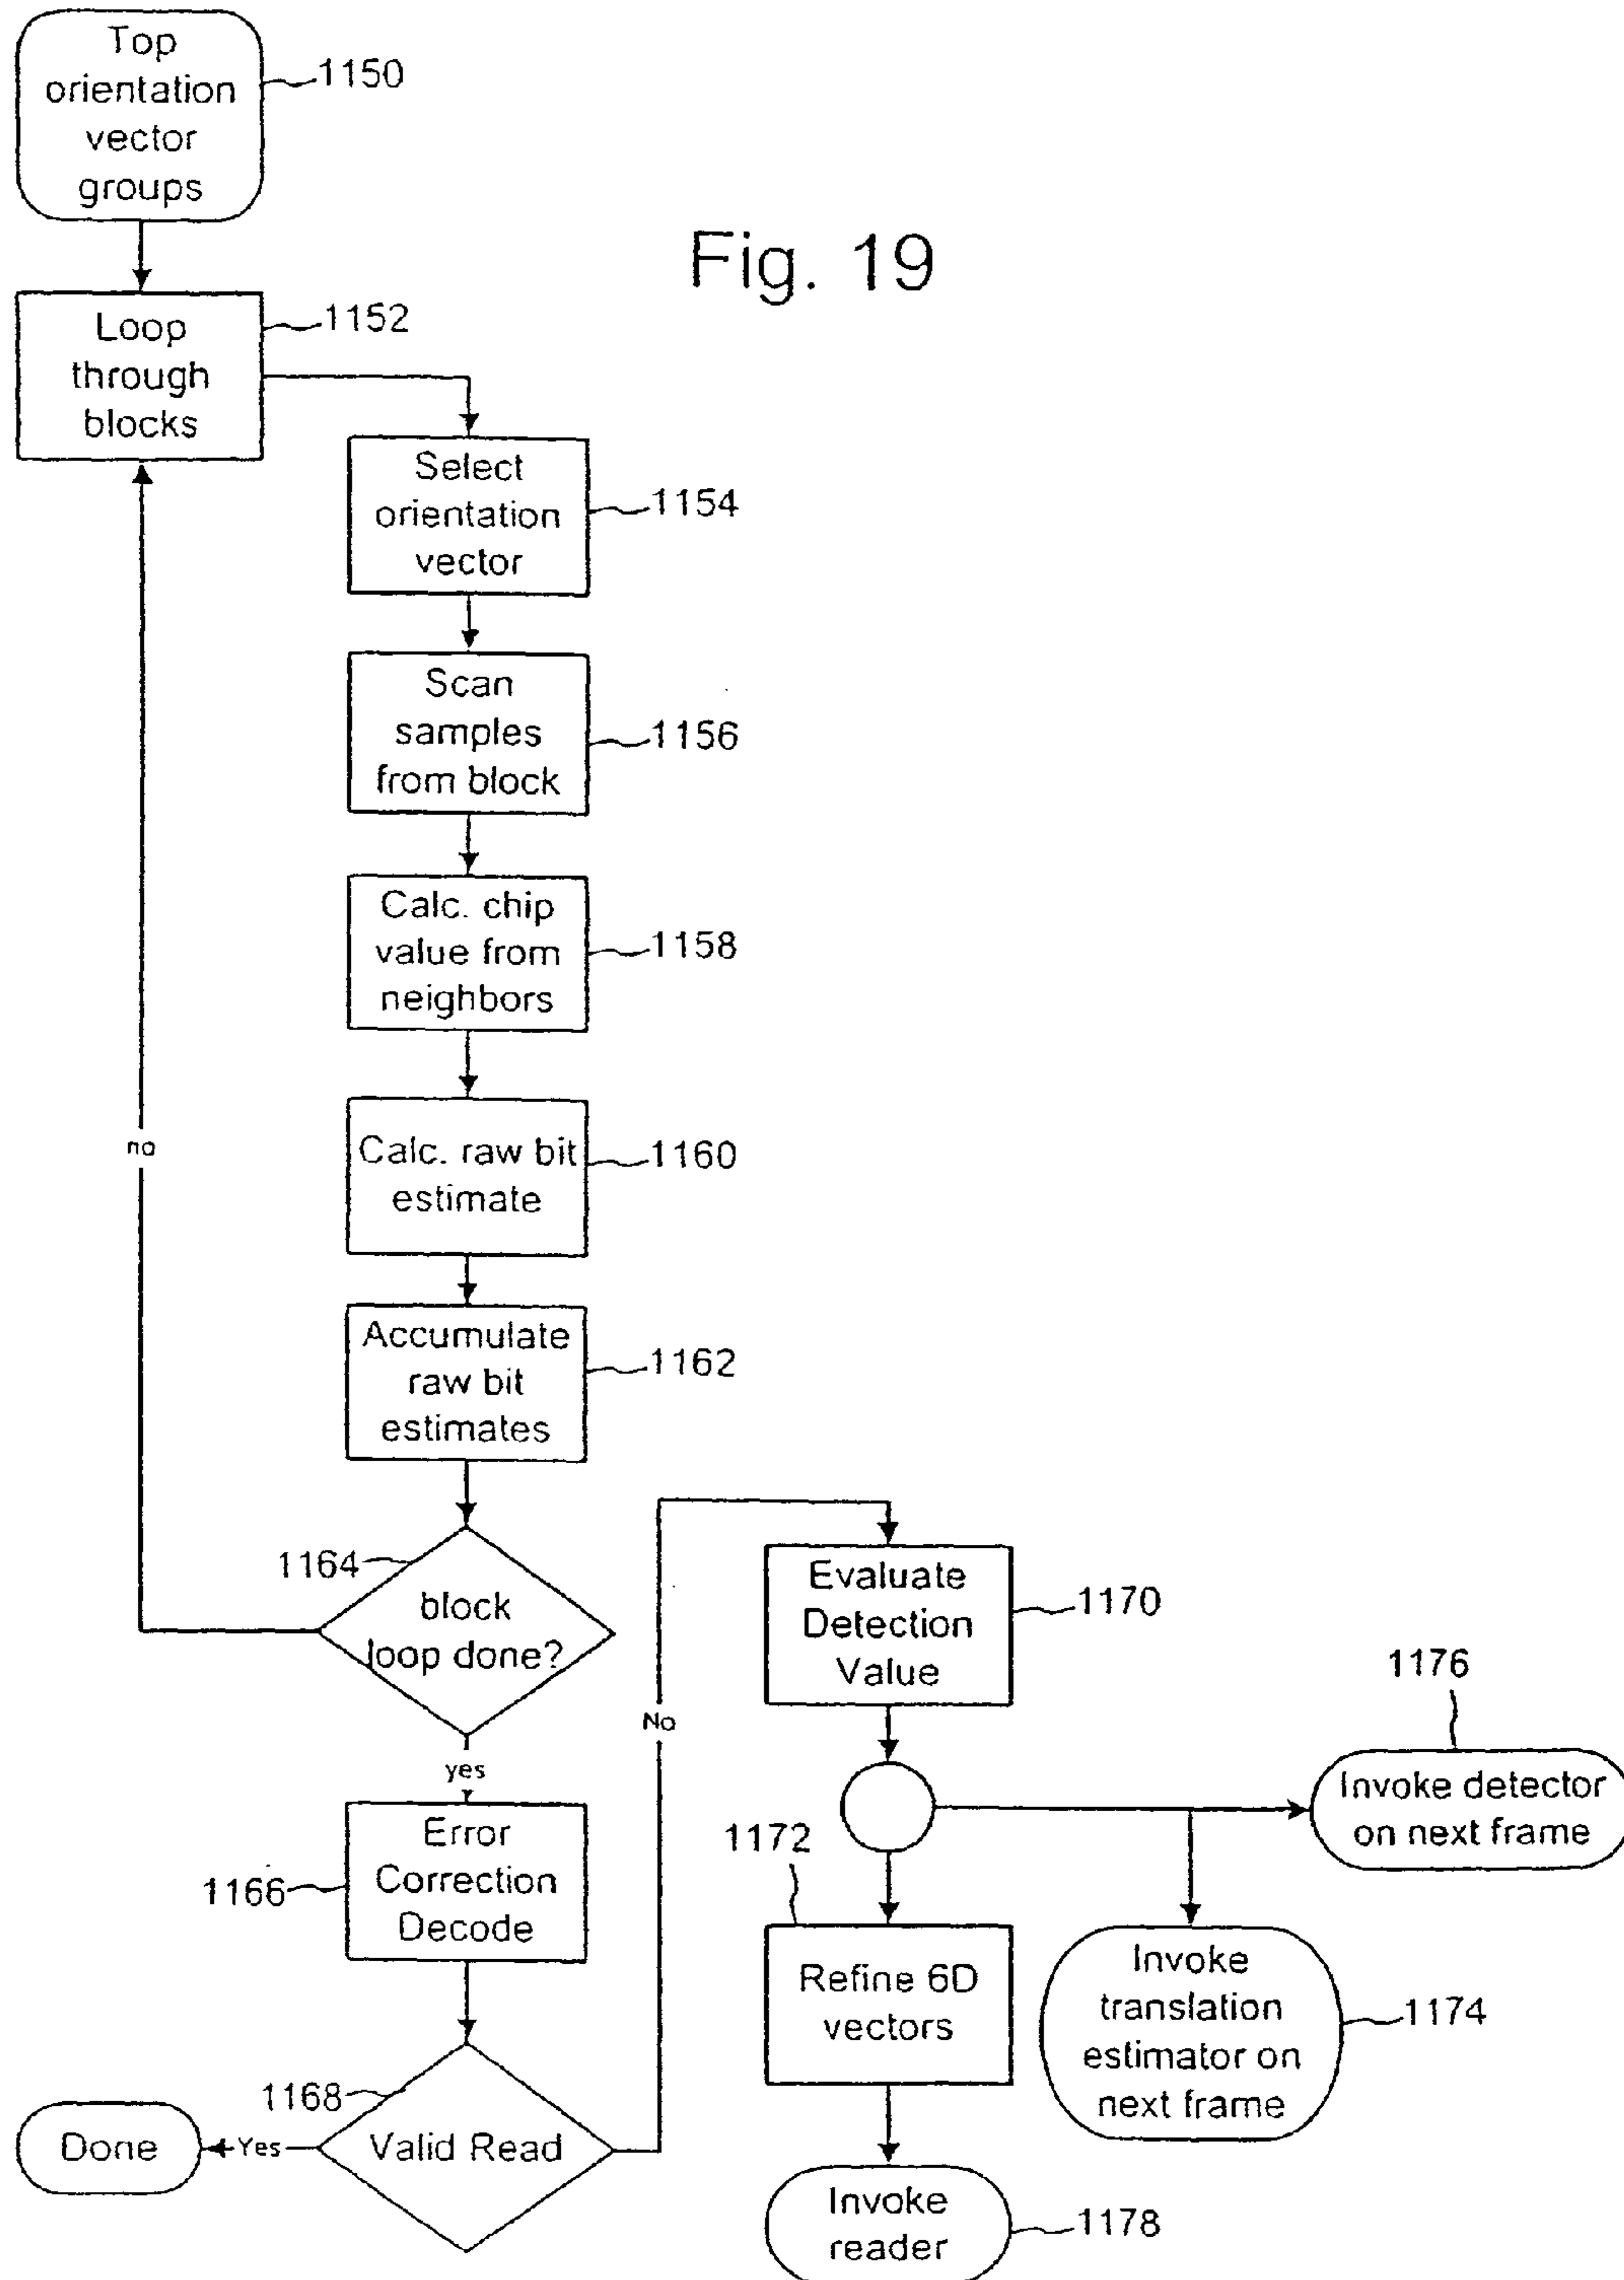 Top
orientation
vector
groups
1150
Fig. 19
Loop
through
blocks
1152
Select
orientation
vector
1154
Scan
samples
from block
1156
Calc. chip
value from
neighbors
1158
no
Calc. raw bit
estimate
1160
Accumulate
raw bit
estimates
1162
1164
block
loop done?
yes
Error
Correction
Decode
1166
1168
Valid Read
Yes
Done
No
Evaluate
Detection
Value
1170
1176
Invoke detector
on next frame
1172
Refine 6D
vectors
Invoke
translation
estimator on
next frame
1174
Invoke
reader
1178